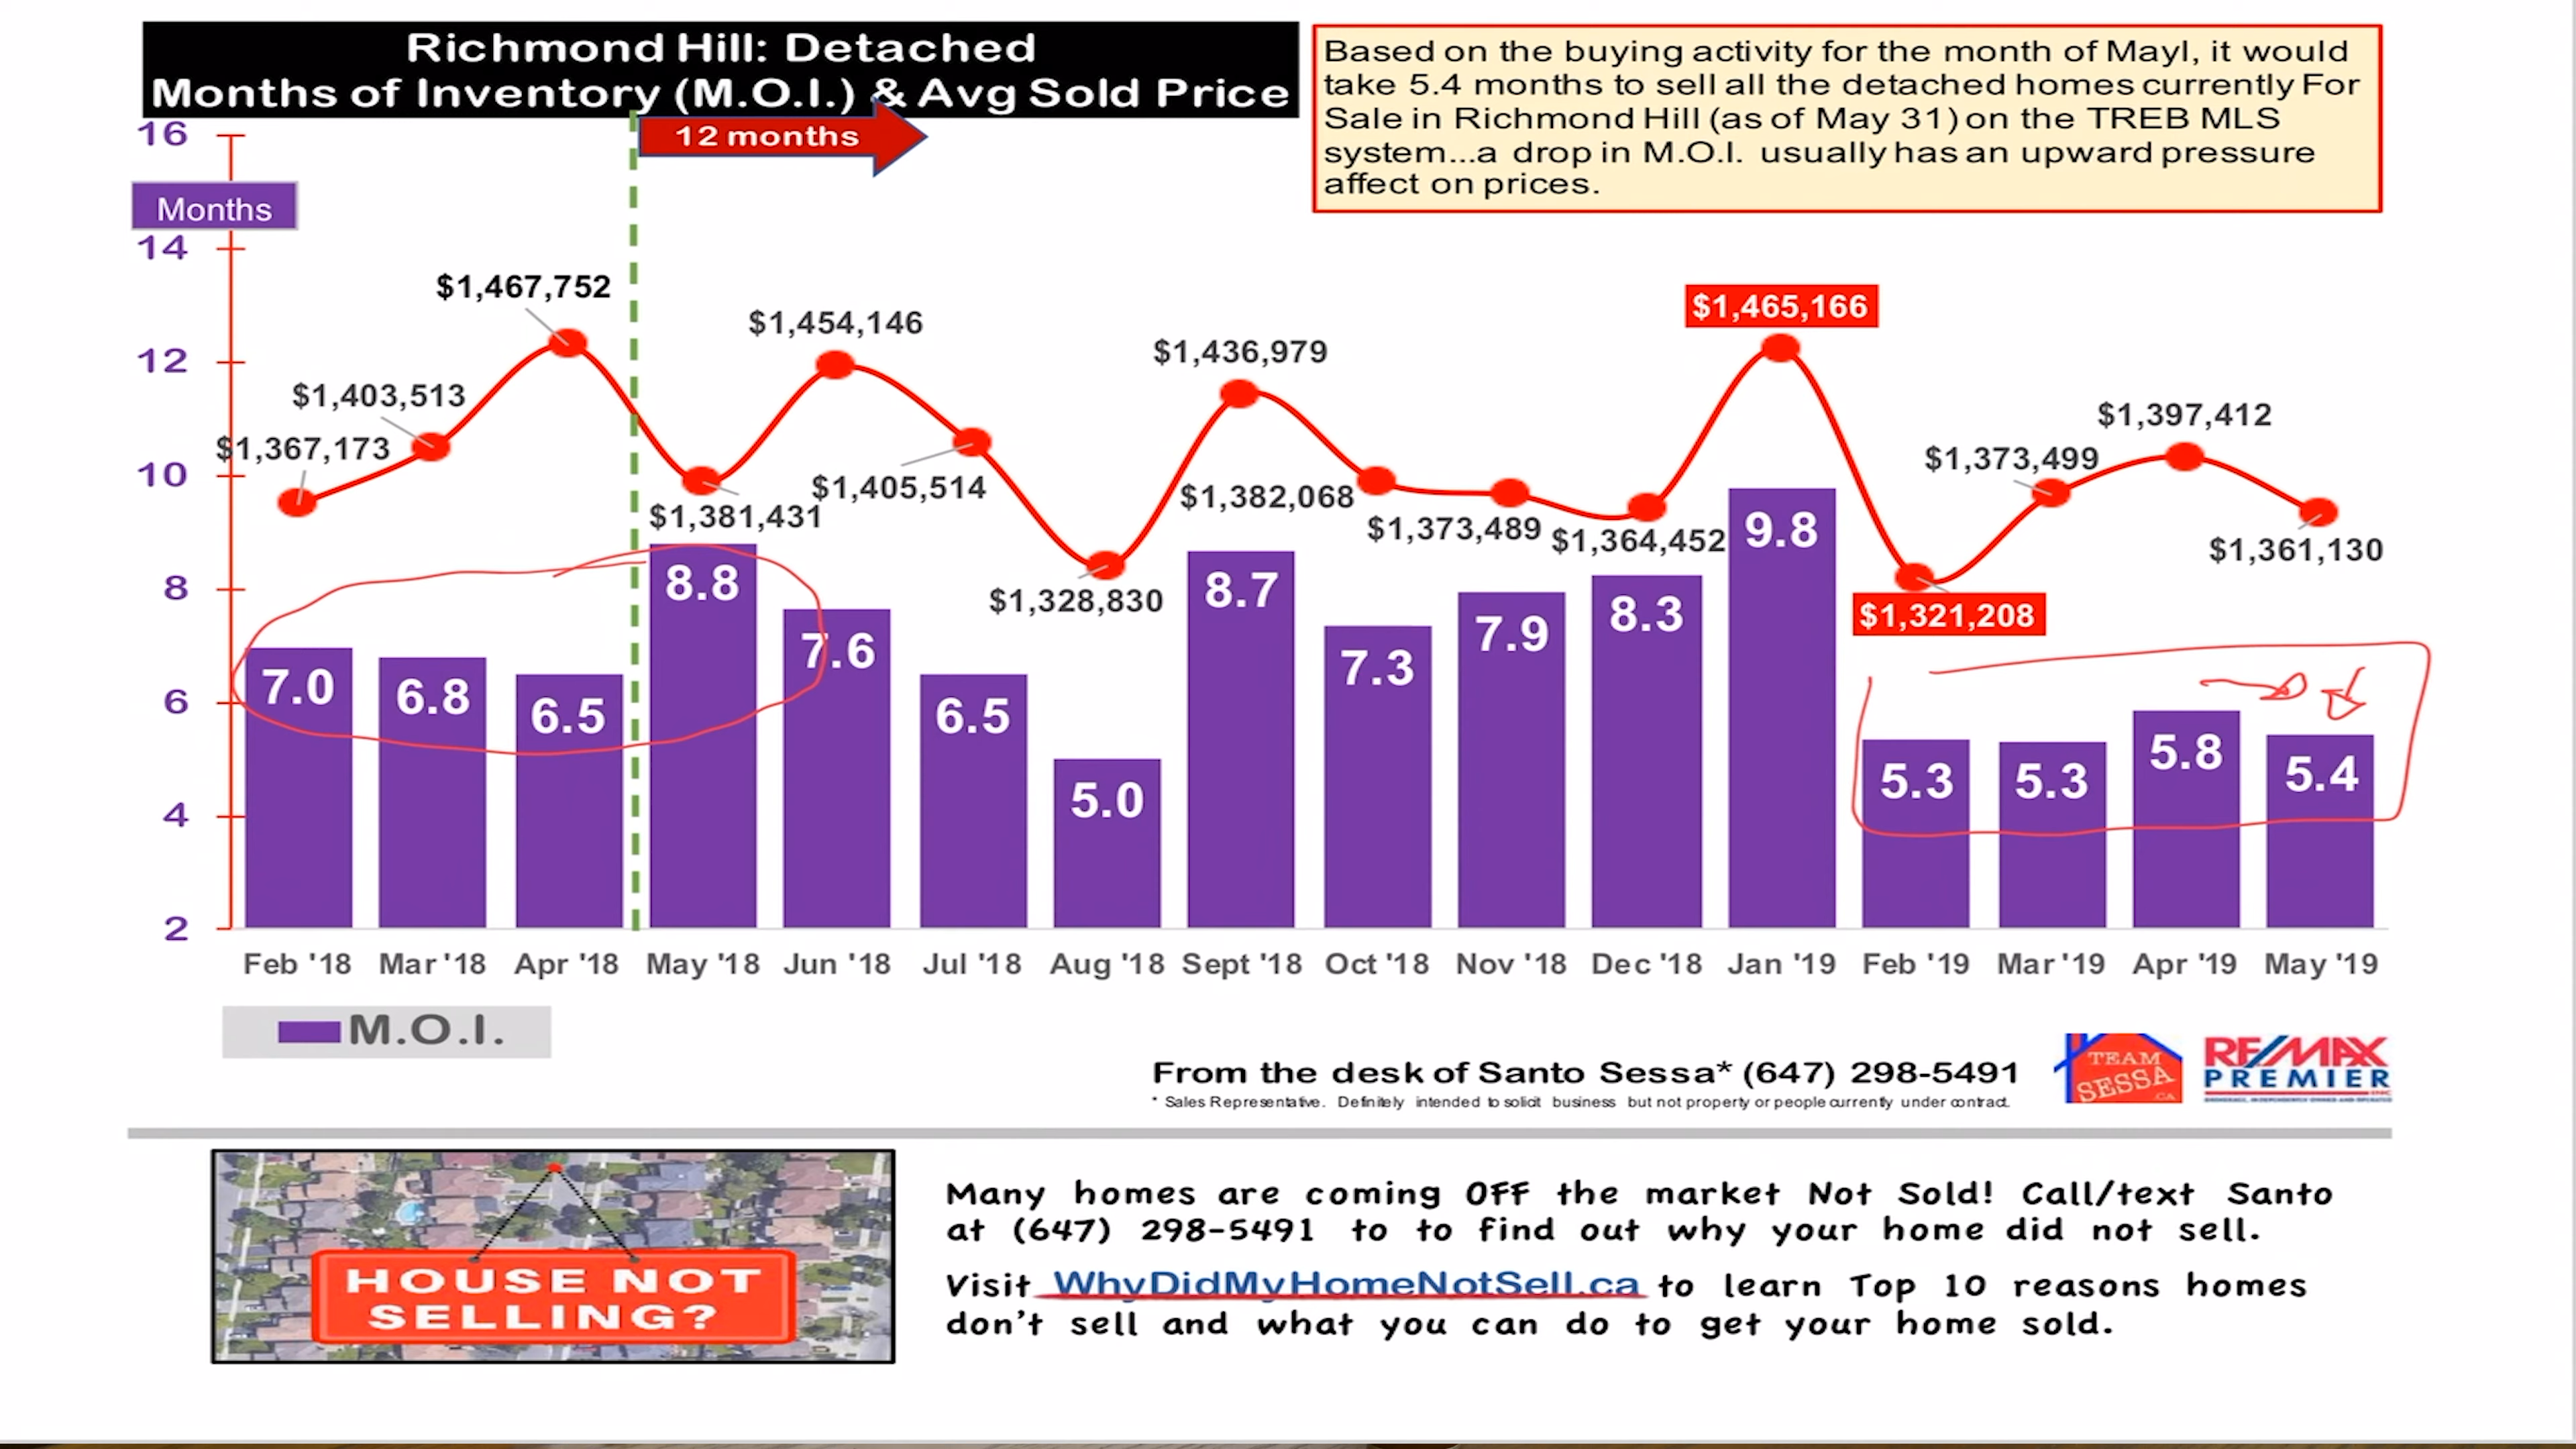 Richmond Hill: Detached
Months of Inventory (M.O.I.) & Avg Sold Price
12 months
Based on the buying activity for the month of Mayl, it would
take 5.4 months to sell all the detached homes currently For
Sale in Richmond Hill (as of May 31) on the TREB MLS
system...a drop in M.O.I. usually has an upward pressure
affect on prices.
16
Months
14
12
10
8
6
4
2
$1,367,173
$1,403,513
$1,467,752
$1,381,431
$1,454,146
$1,405,514
$1,328,830
$1,436,979
$1,382,068
$1,373,489
$1,364,452
$1,465,166
$1,321,208
$1,373,499
$1,397,412
$1,361,130
7.0
6.8
6.5
8.8
7.6
6.5
5.0
8.7
7.3
7.9
8.3
9.8
5.3
5.3
5.8
5.4
Feb '18 Mar '18 Apr '18 May '18 Jun '18 Jul '18 Aug '18 Sept '18 Oct '18 Nov '18 Dec '18 Jan '19 Feb '19 Mar '19 Apr '19 May '19
M.O.I.
From the desk of Santo Sessa* (647) 298-5491
* Sales Representative. Definitely intended to solicit business but not property or people currently under contract.
TEAM
SESSA
.CA
RE/MAX
PREMIER
INC.
HOUSE NOT
SELLING?
Many homes are coming OFF the market Not Sold! Call/text Santo
at (647) 298-5491 to to find out why your home did not sell.
Visit WhyDidMyHomeNotSell.ca to learn Top 10 reasons homes
don't sell and what you can do to get your home sold.